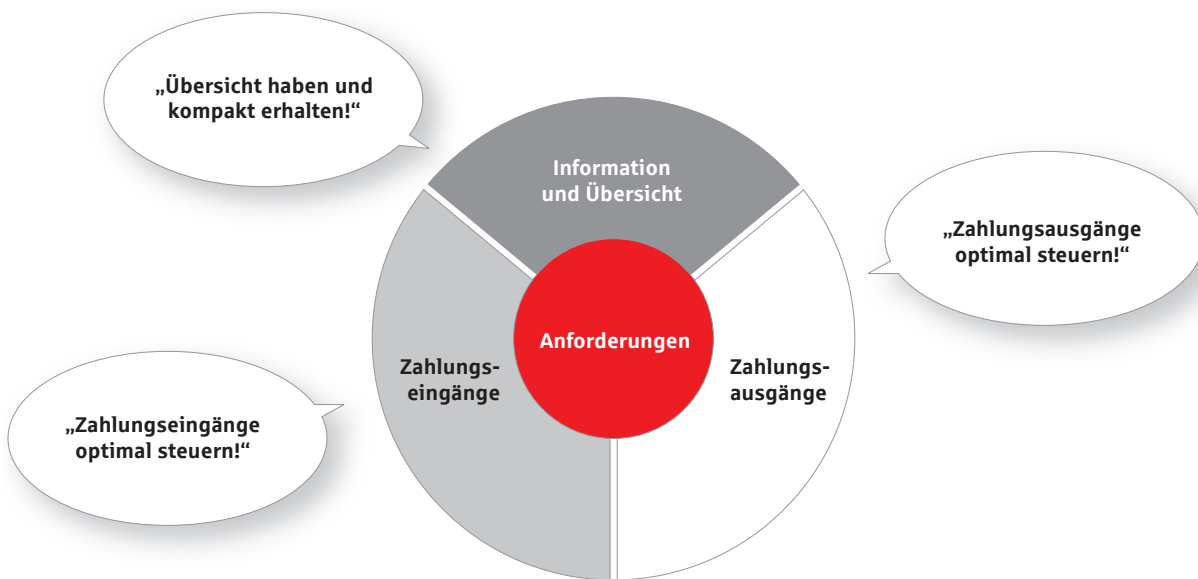 „Übersicht haben und
kompakt erhalten!“
Information
und Übersicht
„Zahlungsausgänge
optimal steuern!“
Anforderungen
Zahlungs-
eingänge
Zahlungs-
ausgänge
„Zahlungseingänge
optimal steuern!“